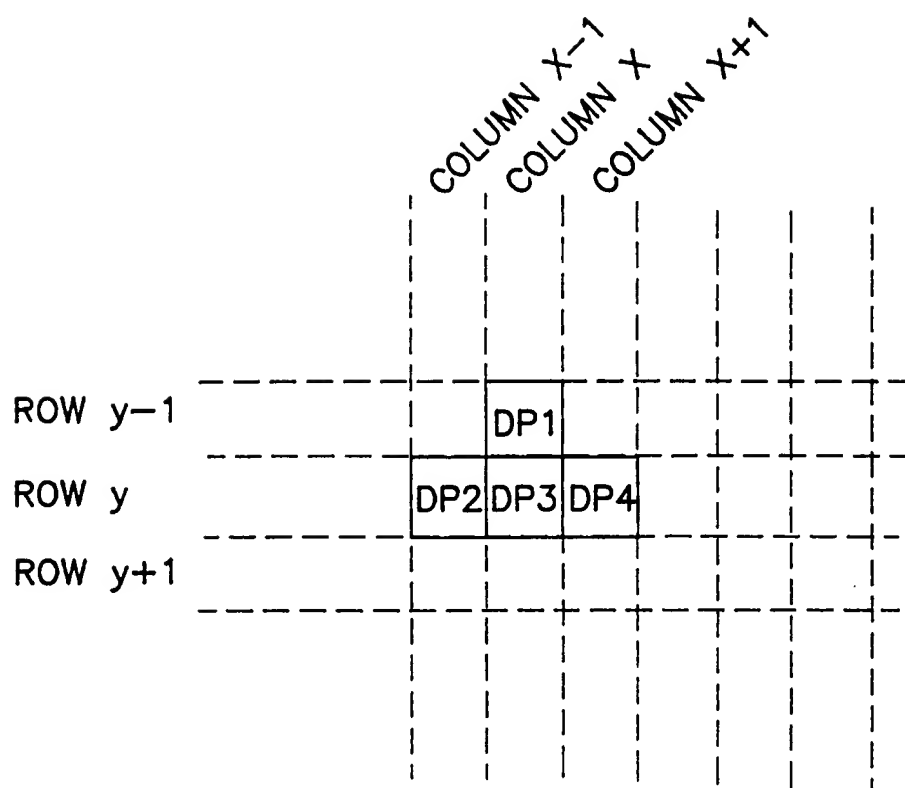 COLUMN X-1
COLUMN X
COLUMN X+1
ROW y-1
DP1
ROW y
DP2 DP3 DP4
ROW y+1